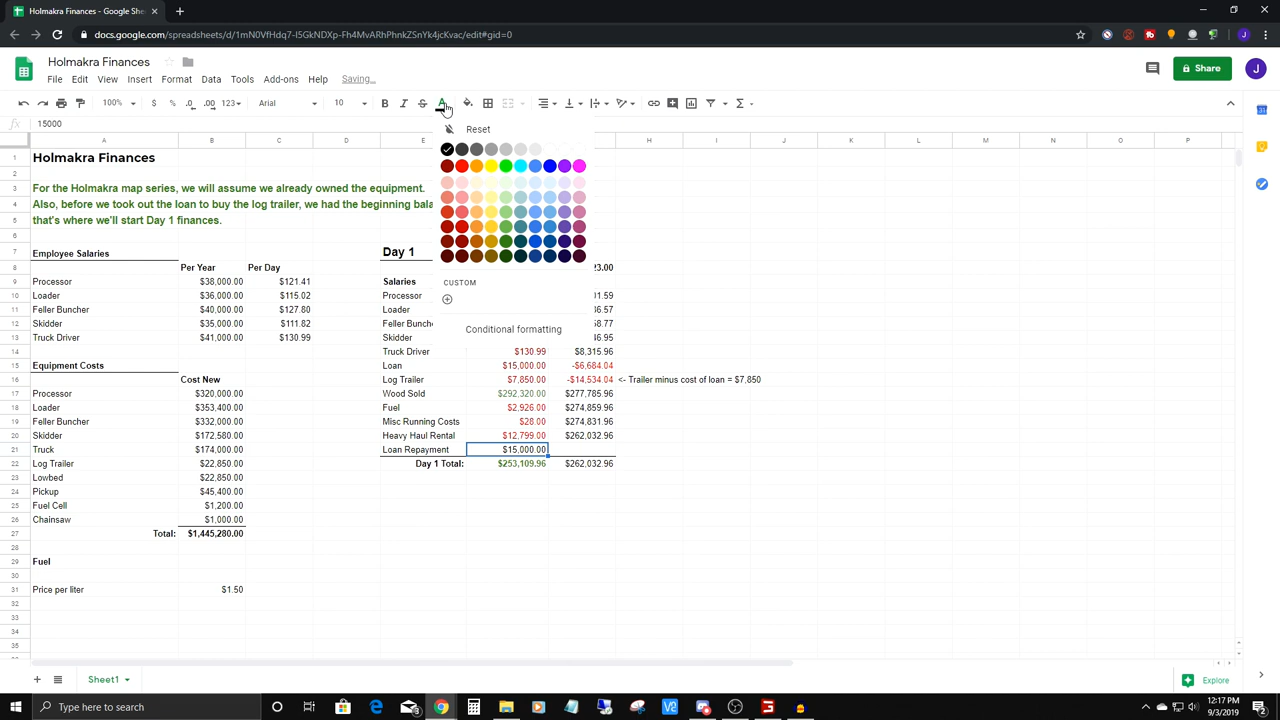 Holmakra Finances - Google She
docs.google.com/spreadsheets/d/1mN0VfHdq7-I5GkNDXp-Fh4MvARhPhnkZSnYk4jcKvac/edit#gid=0
J
Holmakra Finances
Share
J
File Edit View Insert Format Data Tools Add-ons Help Saving...
100% $ % .0 .00 123 Arial 10 B I S A Σ
fx 15000
Reset
A B C E H I J K L M N O P
1 Holmakra Finances
2
3 For the Holmakra map series, we will assume we already owned the equipment.
4 Also, before we took out the loan to buy the log trailer, we had the beginning bala
5 that's where we'll start Day 1 finances.
6
7 Employee Salaries Day 1
8 Per Year Per Day 23.00
9 Processor $38,000.00 $121.41 Salaries
10 Loader $36,000.00 $115.02 Processor 31.59
11 Feller Buncher $40,000.00 $127.80 Loader 36.57
12 Skidder $35,000.00 $111.82 Feller Bunche 58.77
13 Truck Driver $41,000.00 $130.99 Skidder 46.95
CUSTOM
Conditional formatting
14 Truck Driver $130.99 $8,315.96
15 Equipment Costs Loan $15,000.00 -$6,684.04
16 Cost New Log Trailer $7,850.00 -$14,534.04 <- Trailer minus cost of loan = $7,850
17 Processor $320,000.00 Wood Sold $292,320.00 $277,785.96
18 Loader $353,400.00 Fuel $2,926.00 $274,859.96
19 Feller Buncher $332,000.00 Misc Running Costs $28.00 $274,831.96
20 Skidder $172,580.00 Heavy Haul Rental $12,799.00 $262,032.96
21 Truck $174,000.00 Loan Repayment $15,000.00
22 Log Trailer $22,850.00 Day 1 Total: $253,109.96 $262,032.96
23 Lowbed $22,850.00
24 Pickup $45,400.00
25 Fuel Cell $1,200.00
26 Chainsaw $1,000.00
27 Total: $1,445,280.00
28
29 Fuel
30
31 Price per liter $1.50
32
33
34
35
Sheet1
Explore
Type here to search
12:17 PM
9/3/2019